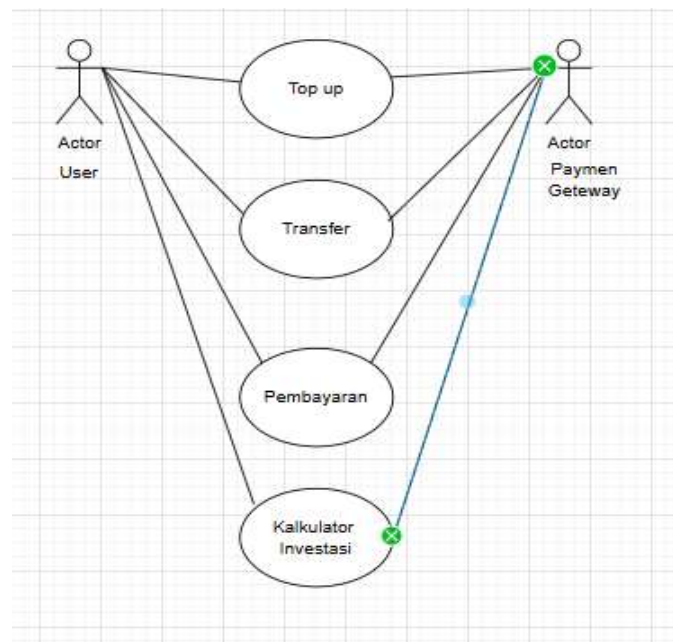 Top up
Actor
User
Actor
Paymen
Geteway
Transfer
Pembayaran
Kalkulator
Investasi